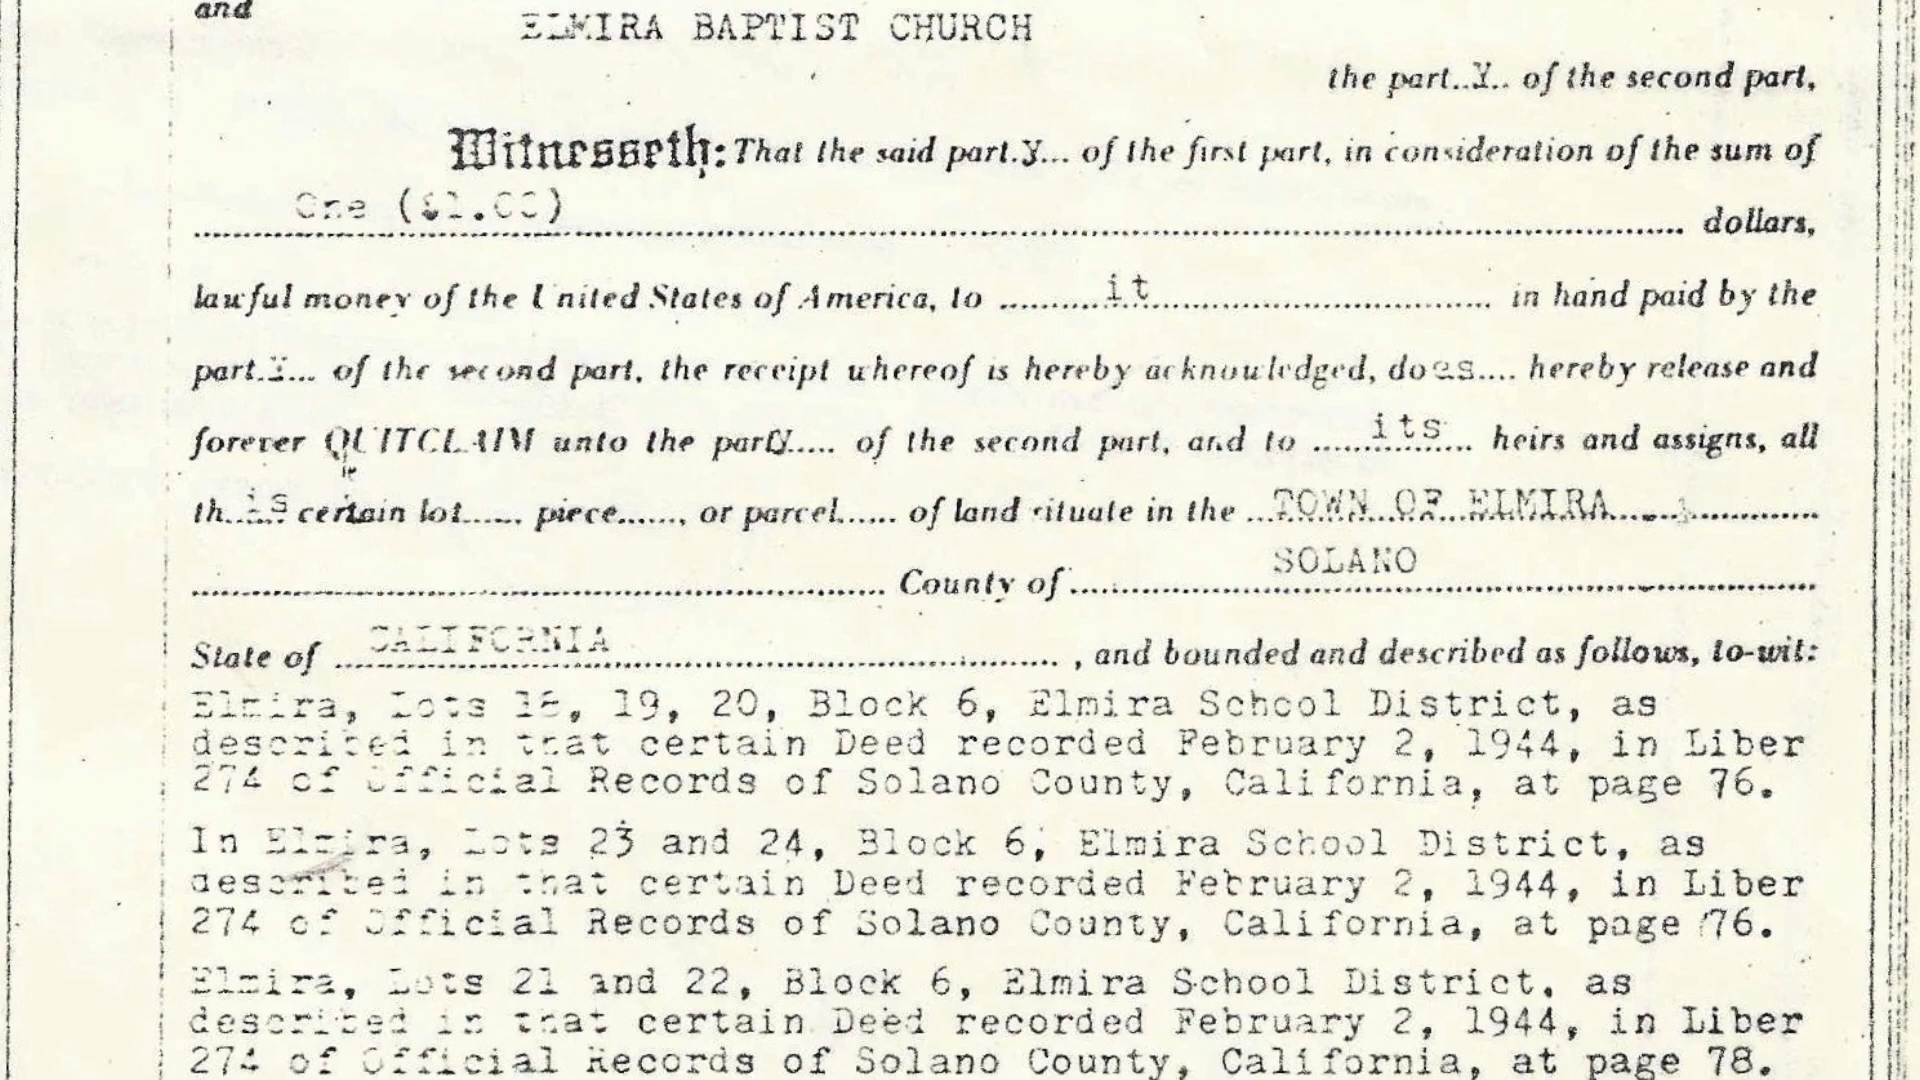 and
ELMIRA BAPTIST CHURCH
the part..y.. of the second part,
Witnesseth: That the said part.y... of the first part, in consideration of the sum of
One ($1.00)
dollars,
lawful money of the United States of America, to it in hand paid by the
part.y... of the second part, the receipt whereof is hereby acknowledged, does.... hereby release and
forever QUITCLAIM unto the party..... of the second part, and to its heirs and assigns, all
th..is certain lot......, piece......., or parcel...... of land situate in the ...TOWN OF ELMIRA
SOLANO
County of
CALIFORNIA
State of , and bounded and described as follows, to-wit:
Elmira, Lots 18, 19, 20, Block 6, Elmira School District, as
described in that certain Deed recorded February 2, 1944, in Liber
274 of Official Records of Solano County, California, at page 76.
In Elmira, Lots 23 and 24, Block 6, Elmira School District, as
described in that certain Deed recorded February 2, 1944, in Liber
274 of Official Records of Solano County, California, at page 76.
Elmira, Lots 21 and 22, Block 6, Elmira School District, as
described in that certain Deed recorded February 2, 1944, in Liber
274 of Official Records of Solano County, California, at page 78.